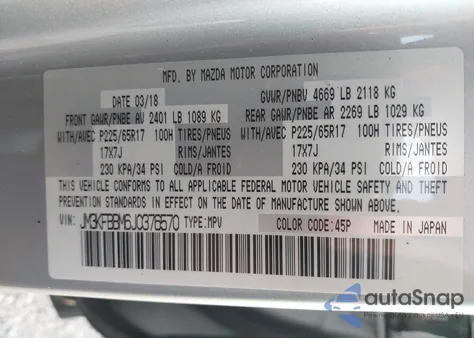 MFD. BY MAZDA MOTOR CORPORATION
DATE 03/18 GVWR/PNBV 4669 LB 2118 KG
FRONT GAWR/PNBE AV 2401 LB 1089 KG REAR GAWR/PNBE AR 2269 LB 1029 KG
WITH/AVEC P225/65R17 100H TIRES/PNEUS WITH/AVEC P225/65R17 100H TIRES/PNEUS
17X7J RIMS/JANTES 17X7J RIMS/JANTES
230 KPA/34 PSI COLD/A FROID 230 KPA/34 PSI COLD/A FROID
THIS VEHICLE CONFORMS TO ALL APPLICABLE FEDERAL MOTOR VEHICLE SAFETY,
BUMPER, AND THEFT PREVENTION STANDARDS IN EFFECT ON THE DATE OF MANUFACTURE
SHOWN ABOVE.
VIN: JM3KFBBM6J0376570 TYPE:MPV COLOR CODE:45P MADE IN JAPAN
autoSnap